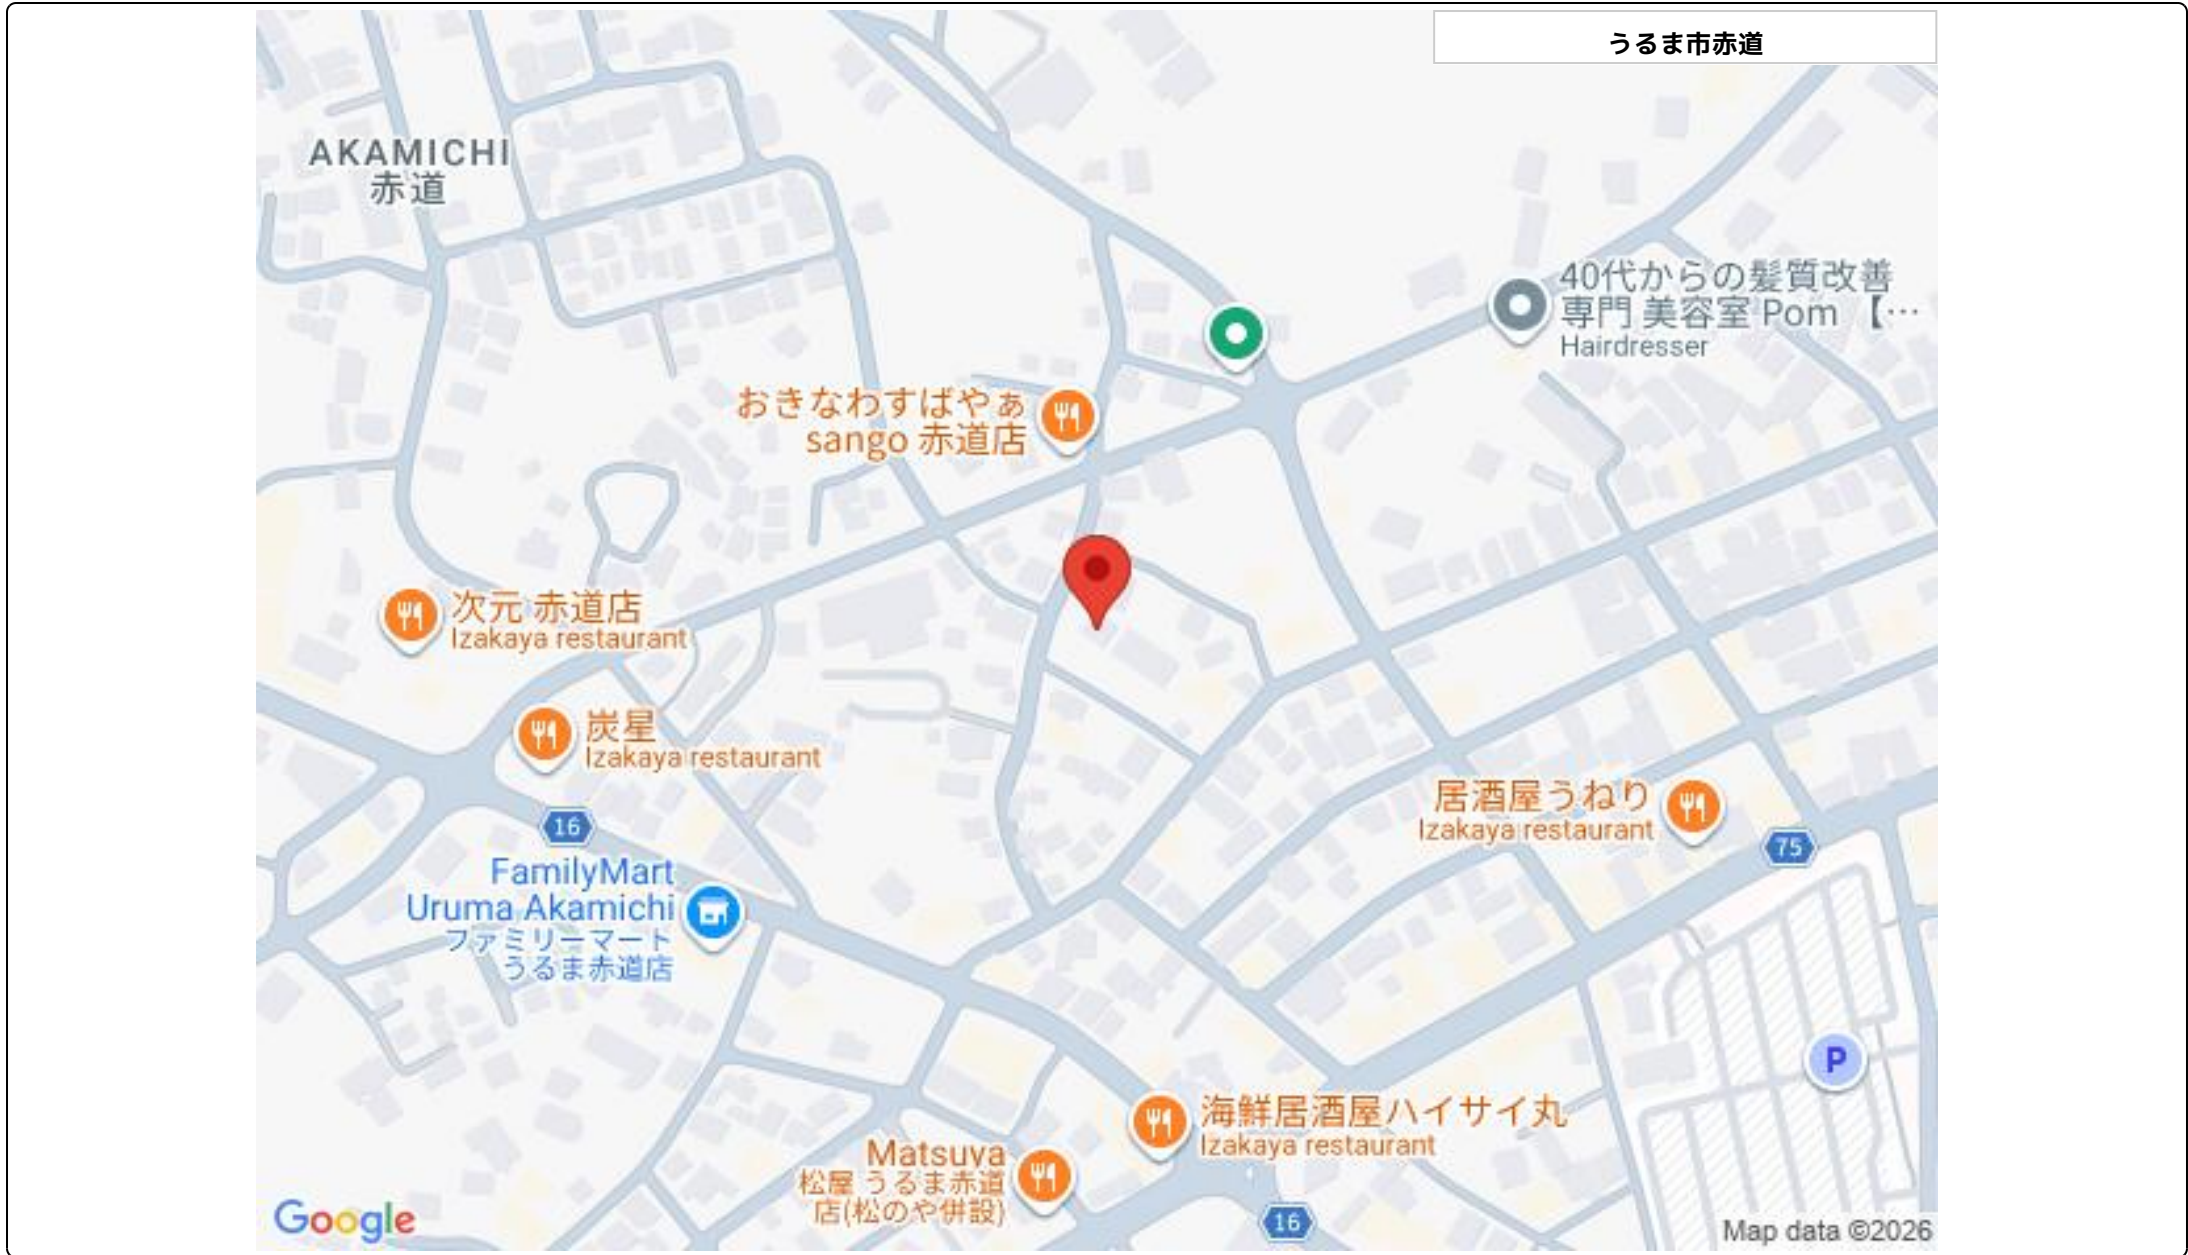 うるま市赤道
AKAMICHI
赤道
40代からの髪質改善
専門 美容室 Pom 【…
Hairdresser
おきなわすばやぁ
sango 赤道店
次元 赤道店
Izakaya restaurant
炭星
Izakaya restaurant
16
居酒屋うねり
Izakaya restaurant
75
FamilyMart
Uruma Akamichi
ファミリーマート
うるま赤道店
P
海鮮居酒屋ハイサイ丸
Izakaya restaurant
Matsuya
松屋 うるま赤道
店(松のや併設)
16
Google
Map data ©2026